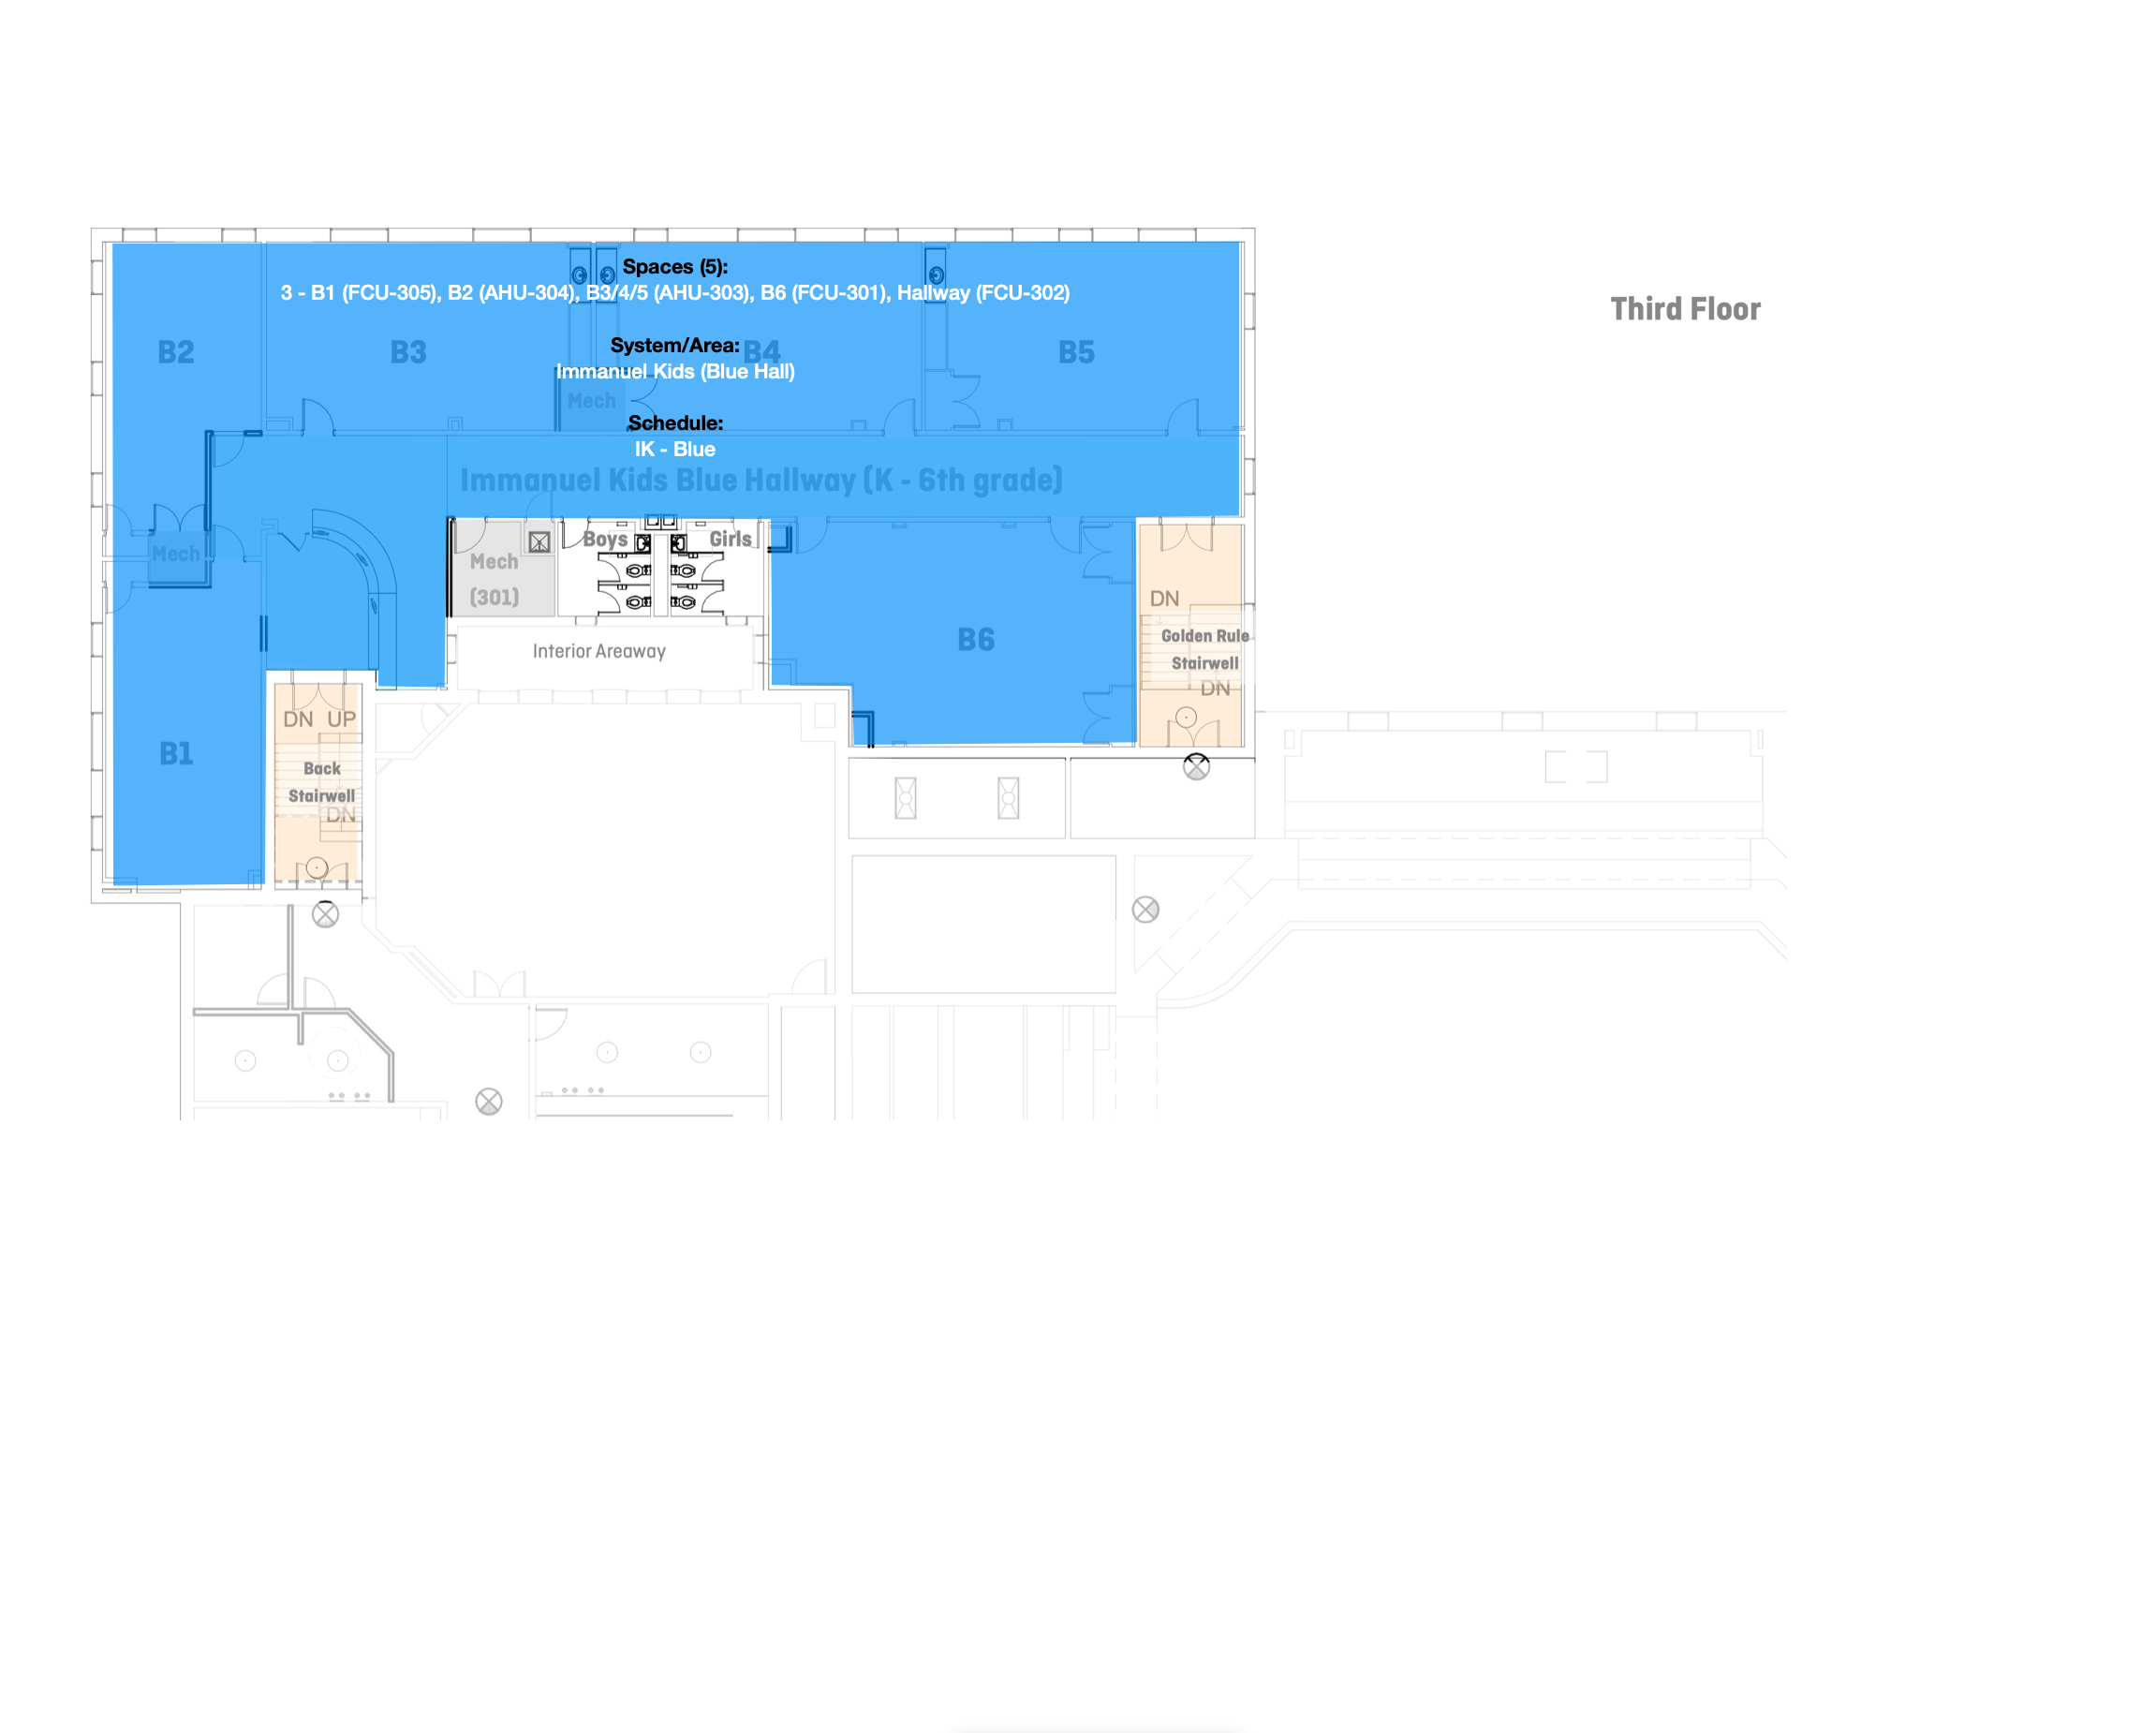 Third Floor
Spaces (5):
3 - B1 (FCU-305), B2 (AHU-304), B3/4/5 (AHU-303), B6 (FCU-301), Hallway (FCU-302)
B2
B3
B4
B5
System/Area:
Immanuel Kids (Blue Hall)
Mech
Schedule:
IK - Blue
Immanuel Kids Blue Hallway (K - 6th grade)
Mech
Mech
(301)
Boys
Girls
DN
Golden Rule
Stairwell
DN
B6
Interior Areaway
DN UP
B1
Back
Stairwell
DN